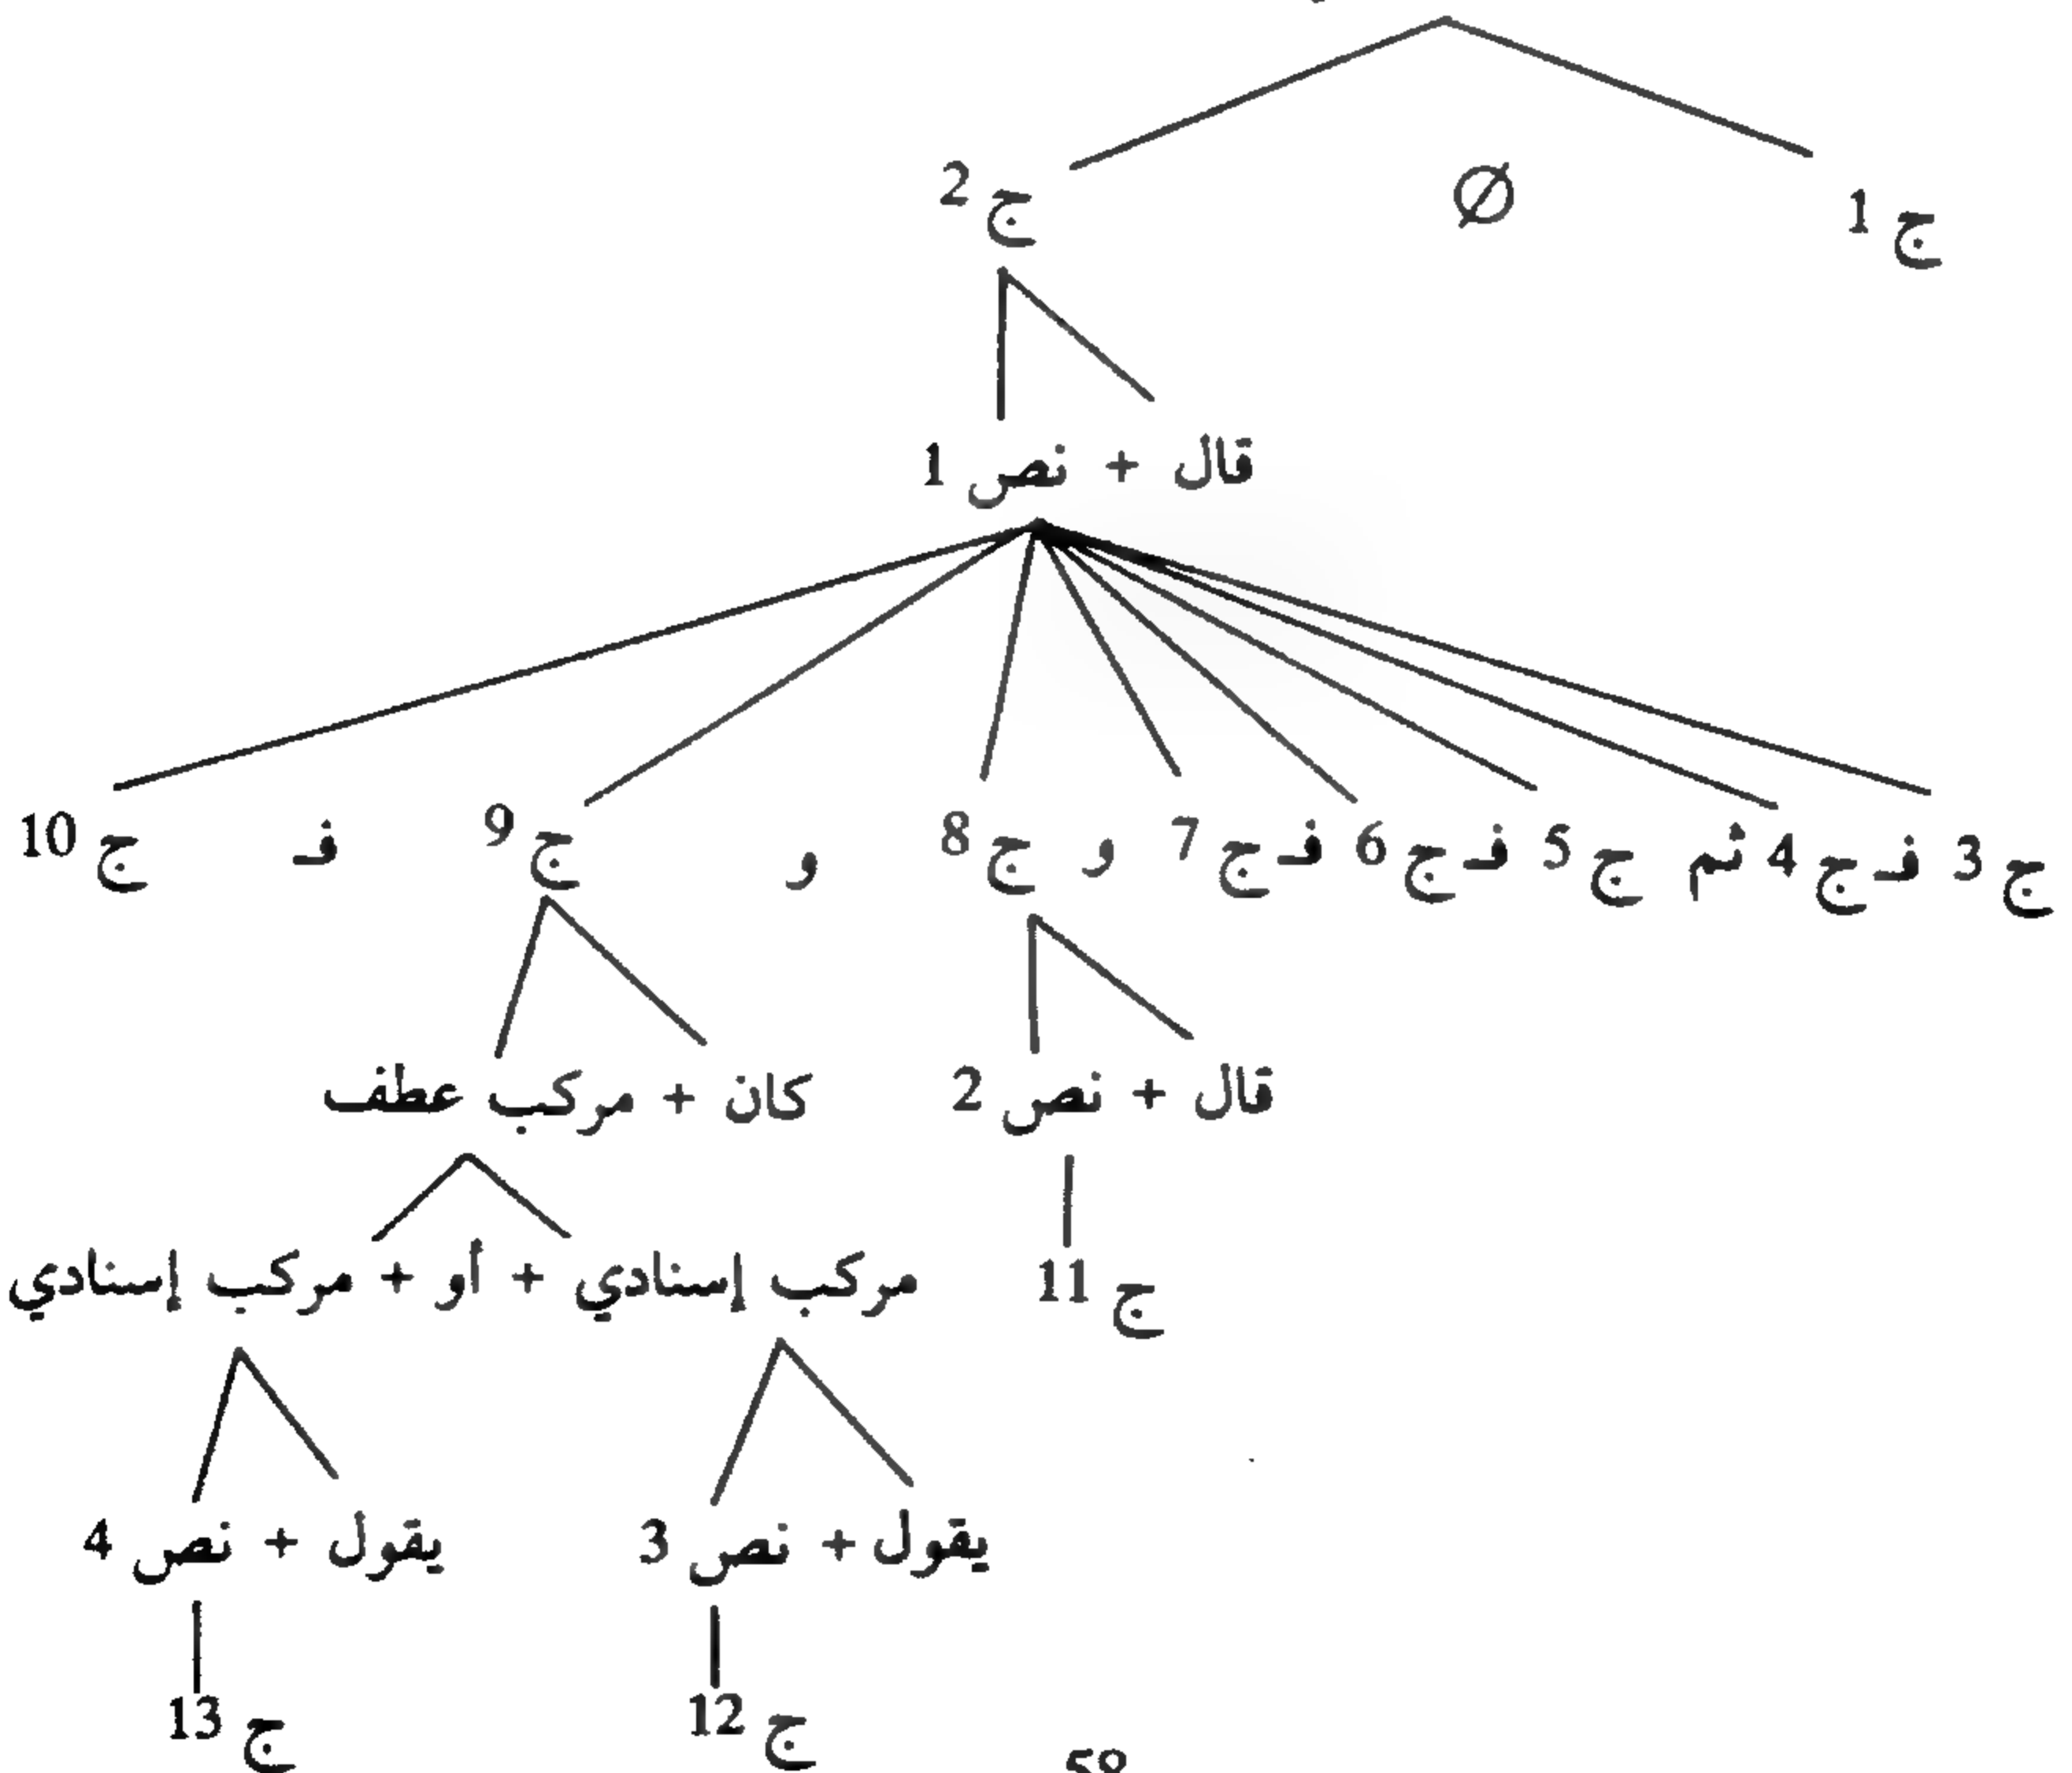 ج 1 Ø ج 2
قال + نص 1
ج 3 فـ ج 4 ثم ج 5 فـ ج 6 فـ ج 7 و ج 8 و ج 9 فـ ج 10
قال + نص 2 كان + مركب عطف
ج 11 مركب إسنادي + أو + مركب إسنادي
يقول + نص 3 يقول + نص 4
ج 12 ج 13
58